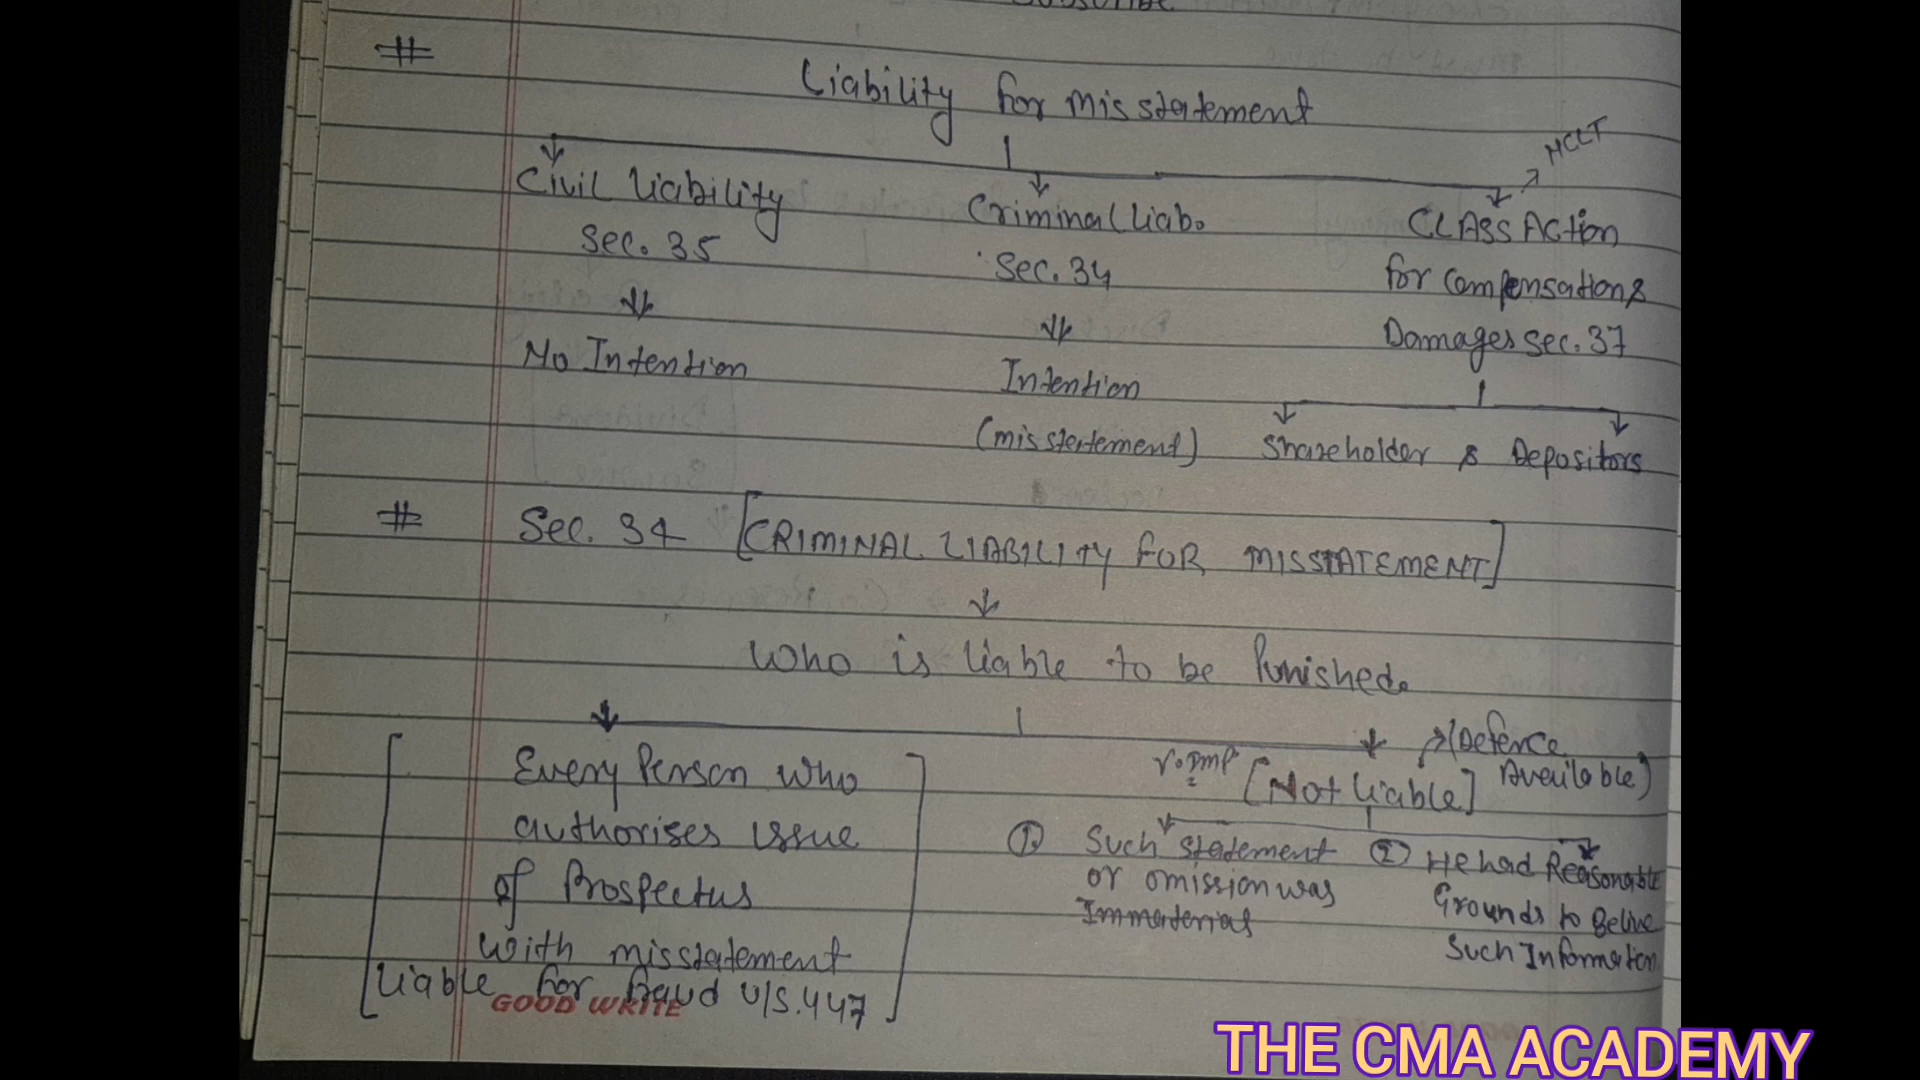 #
Liability for misstatement
NCLT
Civil liability
Criminal liab.
CLASS Action
Sec. 35
Sec. 34
for Compensation &
Damages Sec. 37
No Intention
Intention
(misstatement)
Shareholder & Depositors
# Sec. 34 [CRIMINAL LIABILITY FOR MISSTATEMENT]
Who is liable to be Punished.
Every Person who
authorises issue
of Prospectus
with misstatement
liable for fraud u/s. 447
V.Imp [Not liable]
(Defence
Available)
① Such statement
or omission was
Immaterial
② He had Reasonable
Grounds to Belive
Such Information
GOOD WRITE
THE CMA ACADEMY